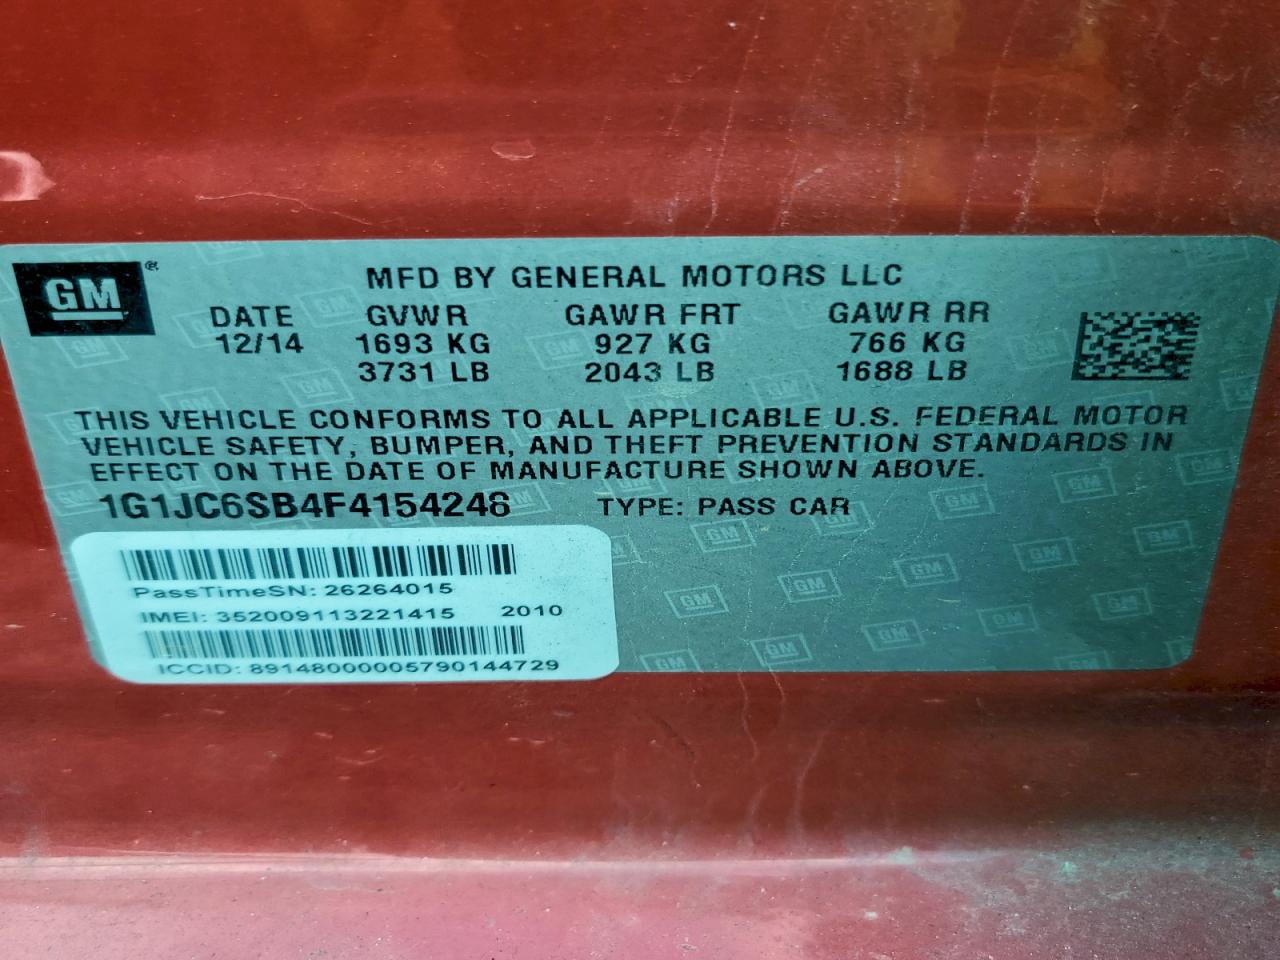 GM®
MFD BY GENERAL MOTORS LLC
DATE GVWR GAWR FRT GAWR RR
12/14 1693 KG 927 KG 766 KG
3731 LB 2043 LB 1688 LB
THIS VEHICLE CONFORMS TO ALL APPLICABLE U.S. FEDERAL MOTOR
VEHICLE SAFETY, BUMPER, AND THEFT PREVENTION STANDARDS IN
EFFECT ON THE DATE OF MANUFACTURE SHOWN ABOVE.
1G1JC6SB4F4154248 TYPE: PASS CAR
PassTimeSN: 26264015
IMEI: 352009113221415 2010
ICCID: 89148000005790144729